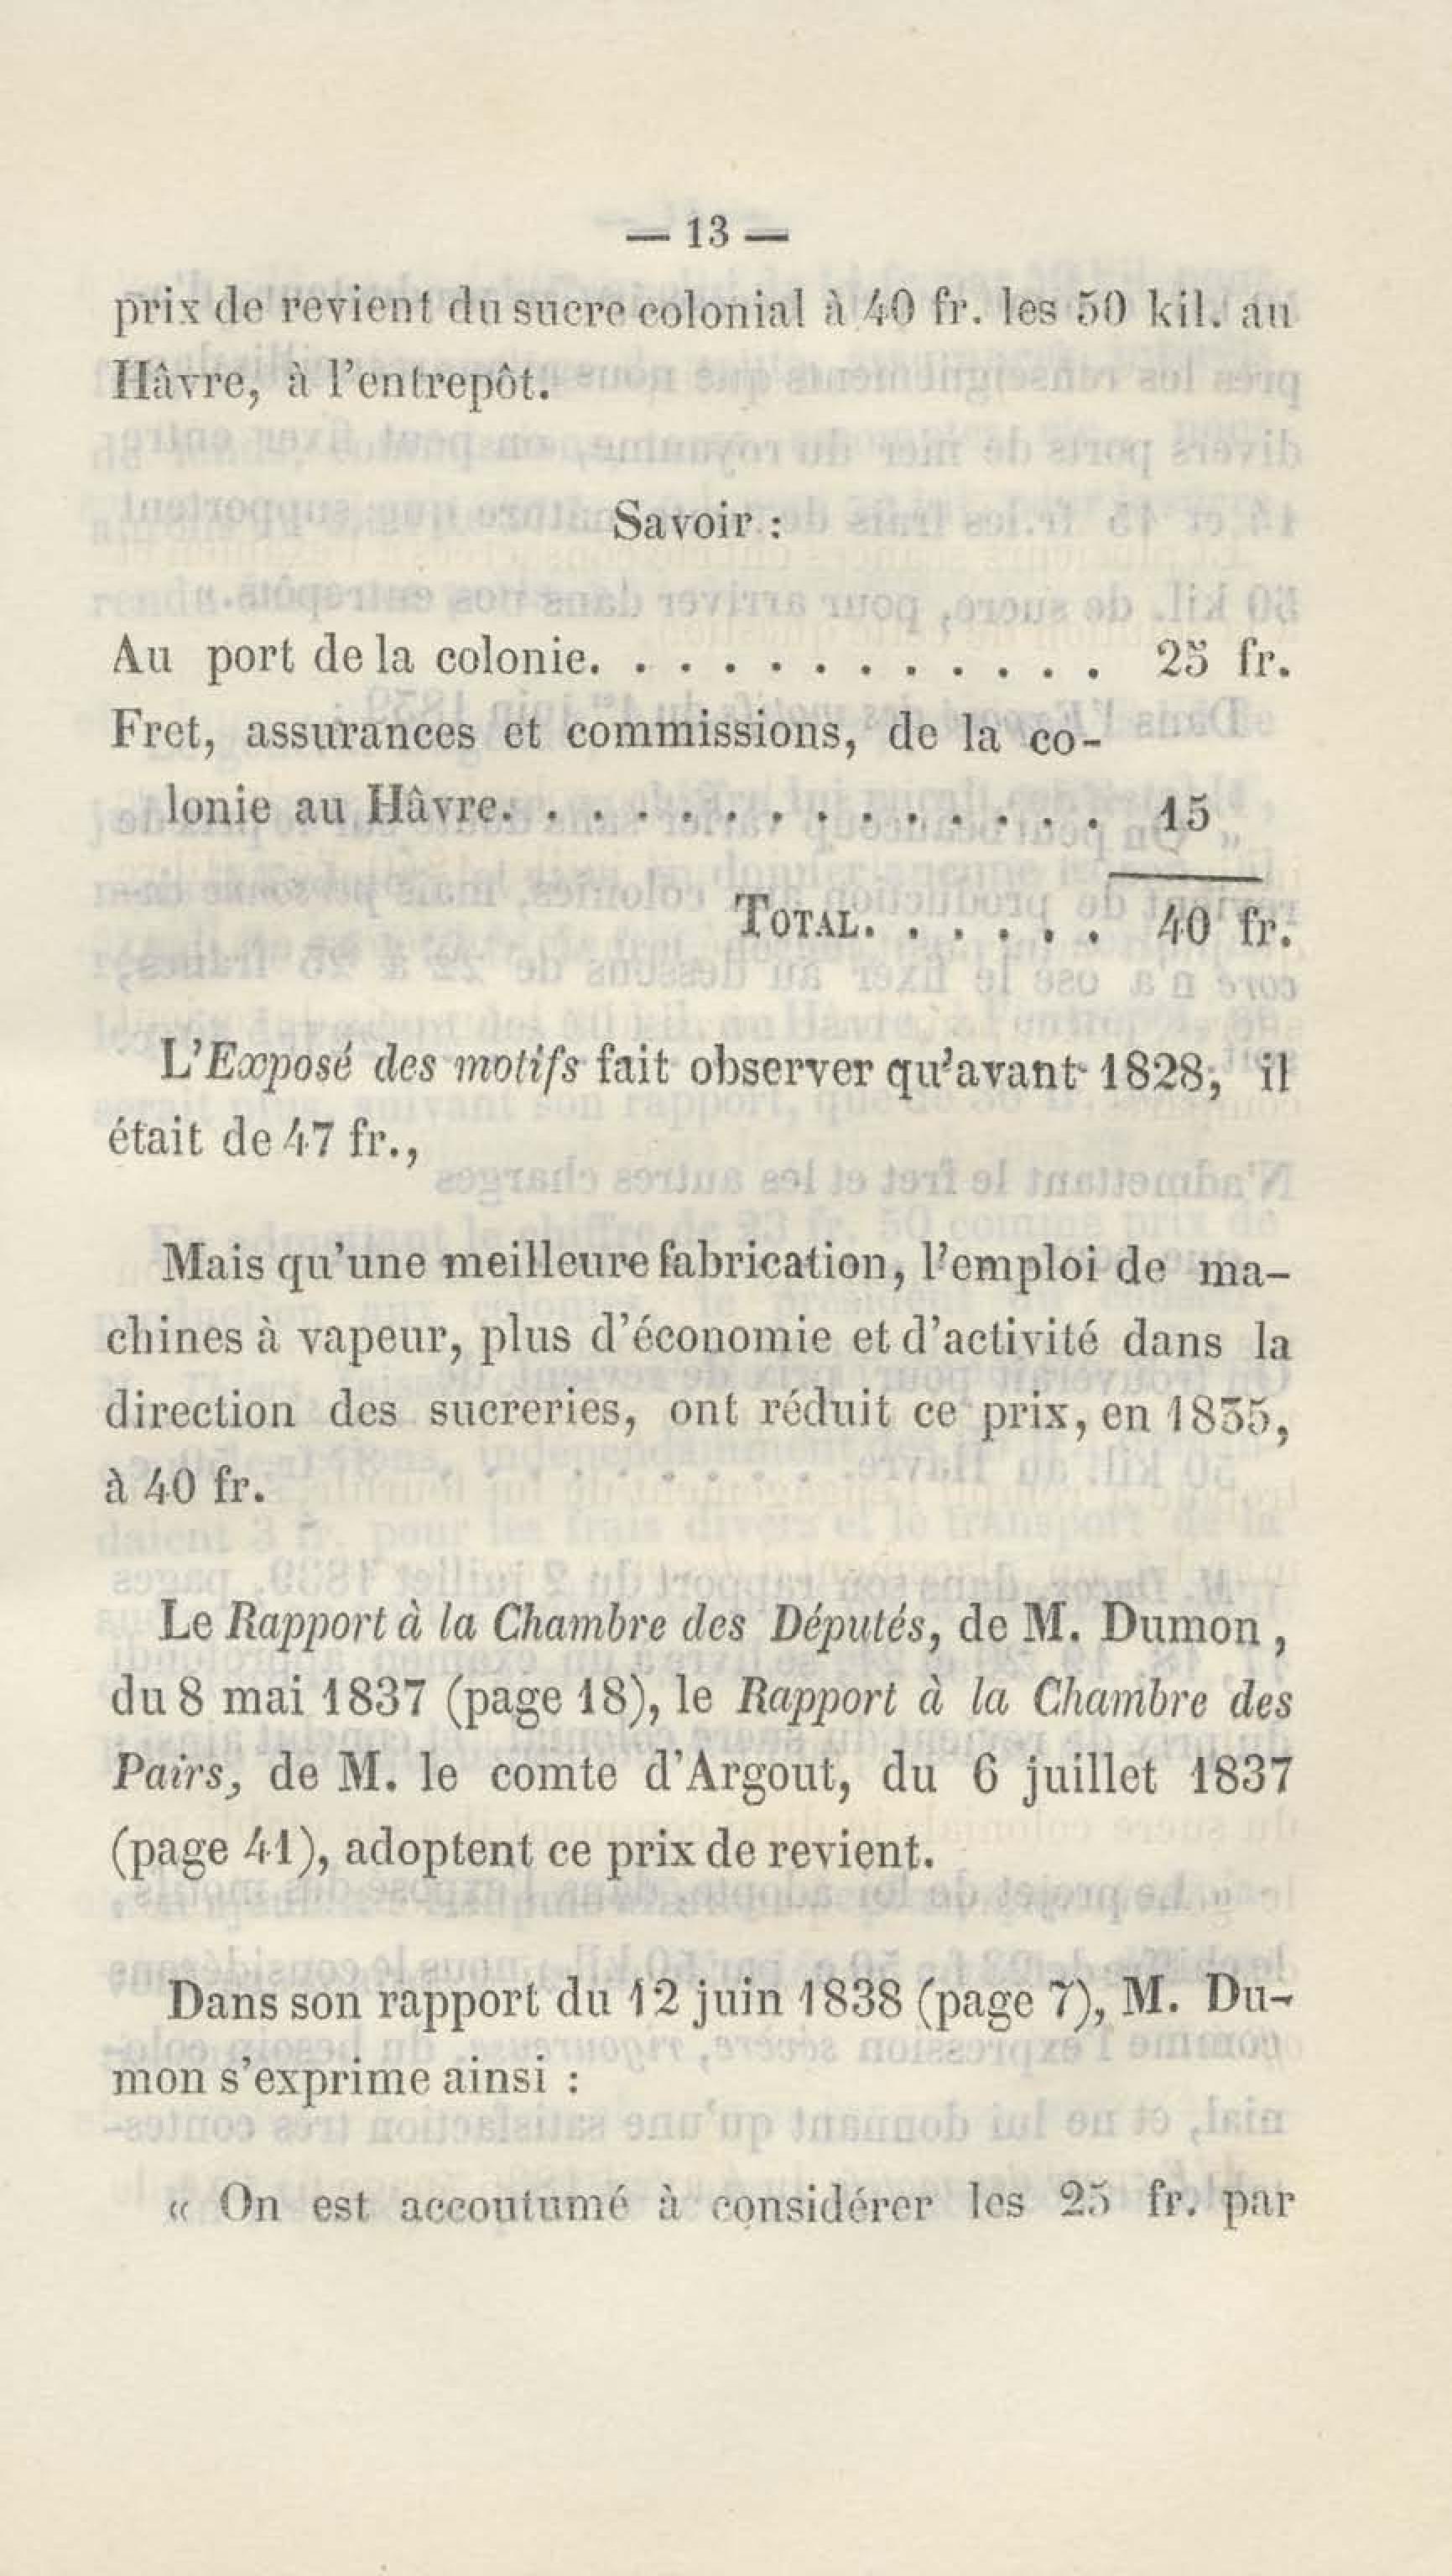 — 13 —
prix de revient du sucre colonial à 40 fr. les 50 kil. au
Hâvre, à l'entrepôt.
Savoir :
Au port de la colonie. . . . . . . . . . . . 25 fr.
Fret, assurances et commissions, de la co-
lonie au Hâvre. . . . . . . . . . . . . . 15 »
TOTAL. . . . . . 40 fr.
L'Exposé des motifs fait observer qu'avant 1828, il
était de 47 fr.,
Mais qu'une meilleure fabrication, l'emploi de ma-
chines à vapeur, plus d'économie et d'activité dans la
direction des sucreries, ont réduit ce prix, en 1835,
à 40 fr.
Le Rapport à la Chambre des Députés, de M. Dumon ,
du 8 mai 1837 (page 18), le Rapport à la Chambre des
Pairs, de M. le comte d'Argout, du 6 juillet 1837
(page 41), adoptent ce prix de revient.
Dans son rapport du 12 juin 1838 (page 7), M. Du-
mon s'exprime ainsi :
« On est accoutumé à considérer les 25 fr. par